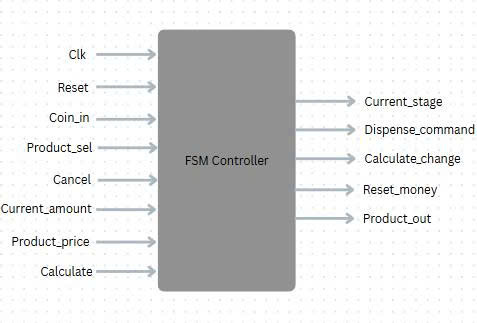 Clk
Reset
Coin_in
Product_sel
Cancel
Current_amount
Product_price
Calculate
FSM Controller
Current_stage
Dispense_command
Calculate_change
Reset_money
Product_out